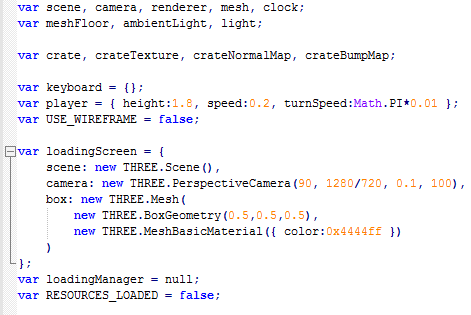 var scene, camera, renderer, mesh, clock;
var meshFloor, ambientLight, light;

var crate, crateTexture, crateNormalMap, crateBumpMap;

var keyboard = {};
var player = { height:1.8, speed:0.2, turnSpeed:Math.PI*0.01 };
var USE_WIREFRAME = false;

var loadingScreen = {
    scene: new THREE.Scene(),
    camera: new THREE.PerspectiveCamera(90, 1280/720, 0.1, 100),
    box: new THREE.Mesh(
        new THREE.BoxGeometry(0.5,0.5,0.5),
        new THREE.MeshBasicMaterial({ color:0x4444ff })
    )
};
var loadingManager = null;
var RESOURCES_LOADED = false;